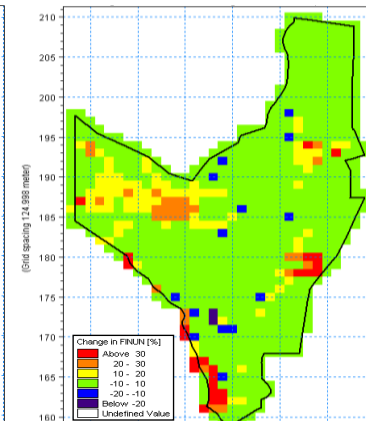 210
205
200
195
190
185
180
175
170
165
160
(Grid spacing 124.998 meter)
Change in FINUN [%]
Above 30
20 - 30
10 - 20
-10 - 10
-20 - -10
Below -20
Undefined Value